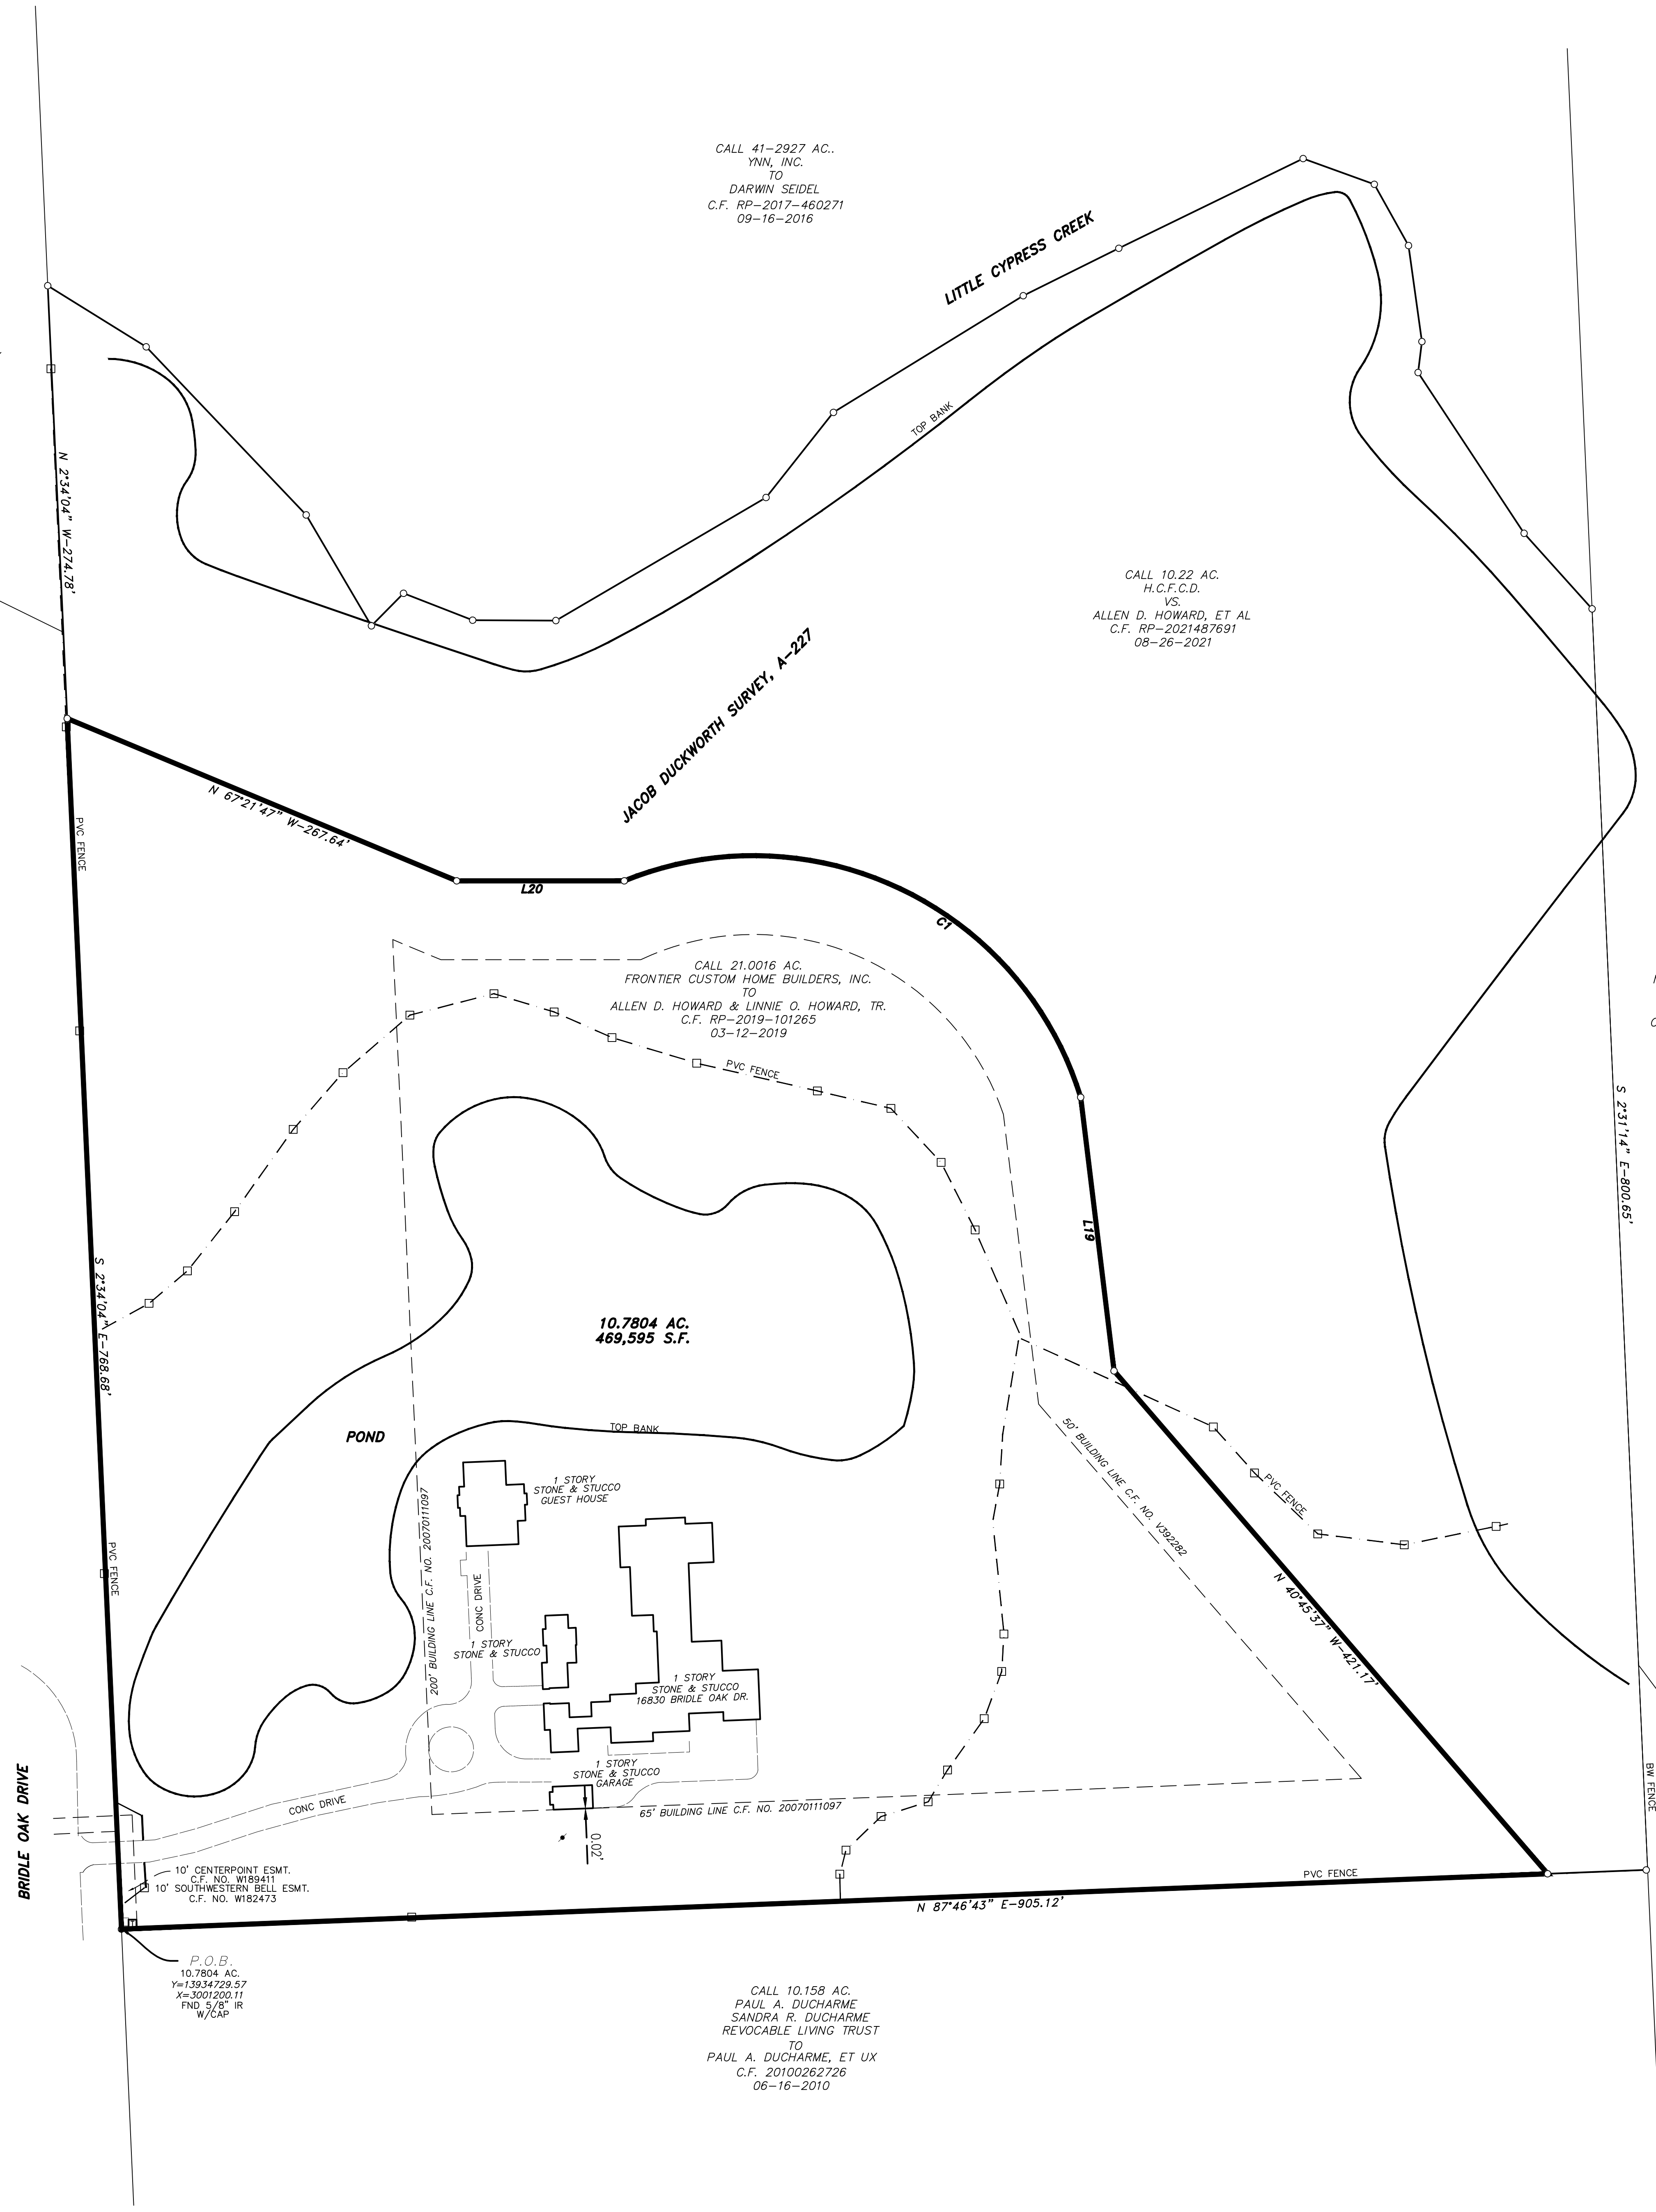 CALL 41-2927 AC..
YNN, INC.
TO
DARWIN SEIDEL
C.F. RP-2017-460271
09-16-2016
LITTLE CYPRESS CREEK
TOP BANK
N 2°34'04" W-274.78'
CALL 10.22 AC.
H.C.F.C.D.
VS.
ALLEN D. HOWARD, ET AL
C.F. RP-2021487691
08-26-2021
JACOB DUCKWORTH SURVEY, A-227
N 67°21'47" W-267.64'
PVC FENCE
L20
C1
CALL 21.0016 AC.
FRONTIER CUSTOM HOME BUILDERS, INC.
TO
ALLEN D. HOWARD & LINNIE O. HOWARD, TR.
C.F. RP-2019-101265
03-12-2019
PVC FENCE
S 2°31'14" E-800.65'
L19
S 2°34'04" E-768.68'
10.7804 AC.
469,595 S.F.
POND
TOP BANK
50' BUILDING LINE C.F. NO. V392282
PVC FENCE
1 STORY
STONE & STUCCO
GUEST HOUSE
200' BUILDING LINE C.F. NO. 20070111097
PVC FENCE
CONC DRIVE
N 40°45'37" W-421.17'
1 STORY
STONE & STUCCO
1 STORY
STONE & STUCCO
16830 BRIDLE OAK DR.
1 STORY
STONE & STUCCO
GARAGE
BRIDLE OAK DRIVE
CONC DRIVE
65' BUILDING LINE C.F. NO. 20070111097
0.02'
BW FENCE
10' CENTERPOINT ESMT.
C.F. NO. W189411
10' SOUTHWESTERN BELL ESMT.
C.F. NO. W182473
PVC FENCE
N 87°46'43" E-905.12'
E
P.O.B.
10.7804 AC.
Y=13934729.57
X=3001200.11
FND 5/8" IR
W/CAP
CALL 10.158 AC.
PAUL A. DUCHARME
SANDRA R. DUCHARME
REVOCABLE LIVING TRUST
TO
PAUL A. DUCHARME, ET UX
C.F. 20100262726
06-16-2010